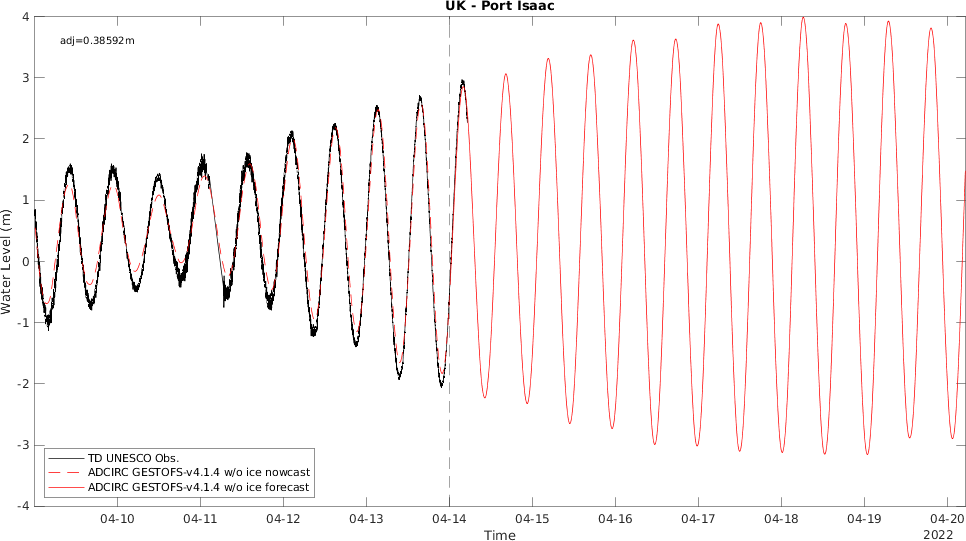 UK - Port Isaac
adj=0.38592m
4
3
2
1
0
-1
-2
-3
-4
Water Level (m)
TD UNESCO Obs.
ADCIRC GESTOFS-v4.1.4 w/o ice nowcast
ADCIRC GESTOFS-v4.1.4 w/o ice forecast
04-10 04-11 04-12 04-13 04-14 04-15 04-16 04-17 04-18 04-19 04-20
Time
2022